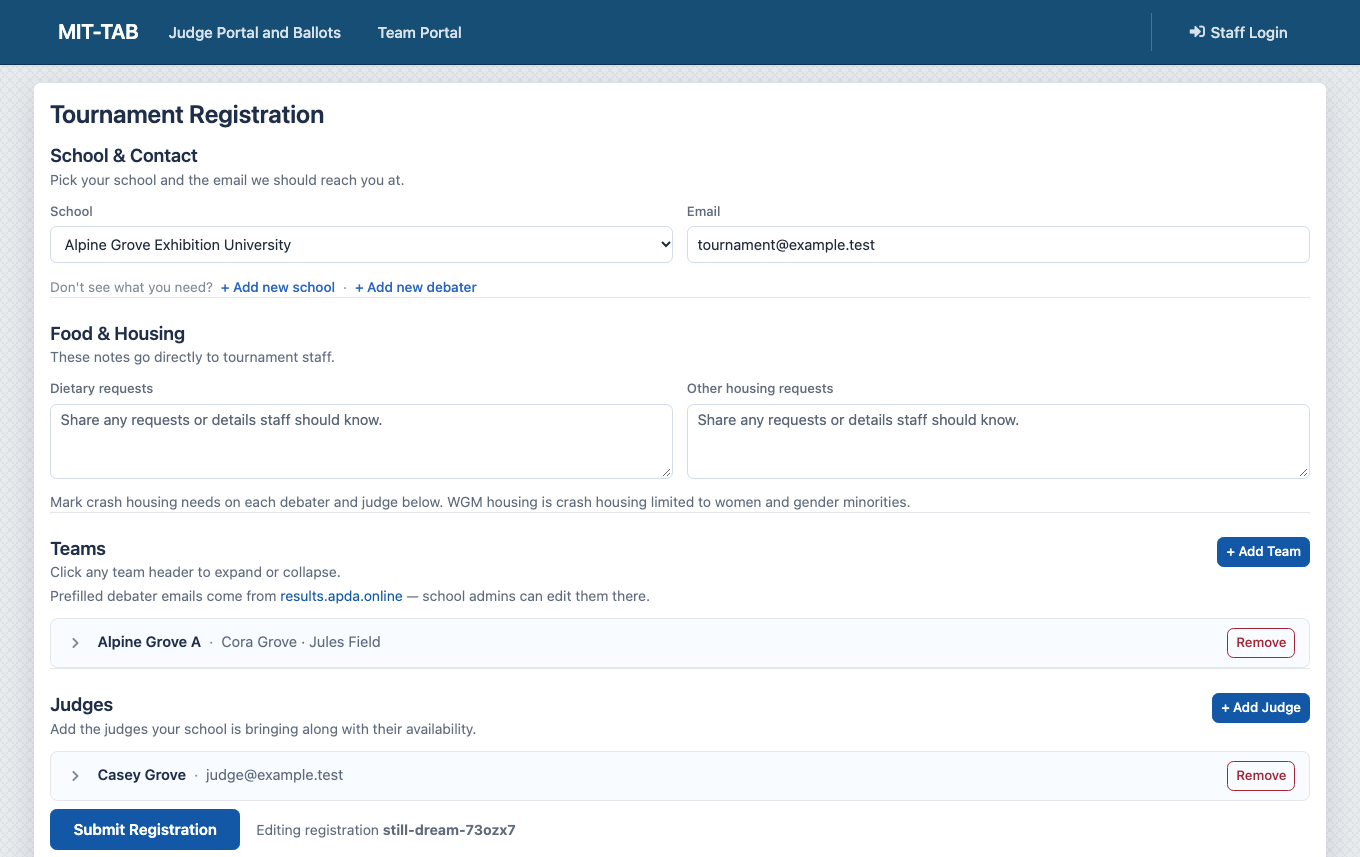 MIT-TAB Judge Portal and Ballots Team Portal Staff Login
Tournament Registration
School & Contact
Pick your school and the email we should reach you at.
School Email
Alpine Grove Exhibition University tournament@example.test
Don't see what you need? + Add new school · + Add new debater
Food & Housing
These notes go directly to tournament staff.
Dietary requests Other housing requests
Share any requests or details staff should know. Share any requests or details staff should know.
Mark crash housing needs on each debater and judge below. WGM housing is crash housing limited to women and gender minorities.
Teams + Add Team
Click any team header to expand or collapse.
Prefilled debater emails come from results.apda.online — school admins can edit them there.
Alpine Grove A · Cora Grove · Jules Field Remove
Judges + Add Judge
Add the judges your school is bringing along with their availability.
Casey Grove · judge@example.test Remove
Submit Registration Editing registration still-dream-73ozx7